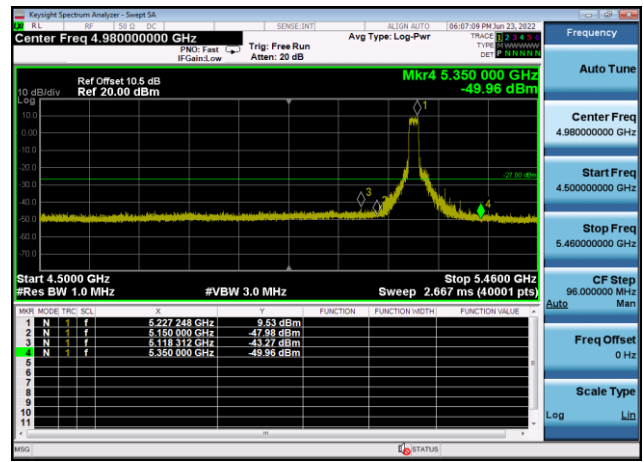 Keysight Spectrum Analyzer - Swept SA
RL RF 50 Ω DC SENSE:INT ALIGN AUTO 06:07:09 PM Jun 23, 2022
Center Freq 4.980000000 GHz
PNO: Fast
IFGain:Low
Trig: Free Run
Atten: 20 dB
Avg Type: Log-Pwr
TRACE 1 2 3 4 5 6
TYPE M WWWWW
DET P N N N N N
Frequency
Auto Tune
Center Freq
4.980000000 GHz
Start Freq
4.500000000 GHz
Stop Freq
5.460000000 GHz
CF Step
96.000000 MHz
Auto Man
Freq Offset
0 Hz
Scale Type
Log Lin
Ref Offset 10.5 dB
10 dB/div Ref 20.00 dBm
Log
Mkr4 5.350 000 GHz
-49.96 dBm
10.0
0.00
-10.0
-20.0
-30.0
-40.0
-50.0
-60.0
-70.0
-27.00 dBm
1
3
2
4
Start 4.5000 GHz Stop 5.4600 GHz
#Res BW 1.0 MHz #VBW 3.0 MHz Sweep 2.667 ms (40001 pts)
MKR MODE TRC SCL X Y FUNCTION FUNCTION WIDTH FUNCTION VALUE
1 N 1 f 5.227 248 GHz 9.53 dBm
2 N 1 f 5.150 000 GHz -47.98 dBm
3 N 1 f 5.118 312 GHz -43.27 dBm
4 N 1 f 5.350 000 GHz -49.96 dBm
5
6
7
8
9
10
11
MSG STATUS